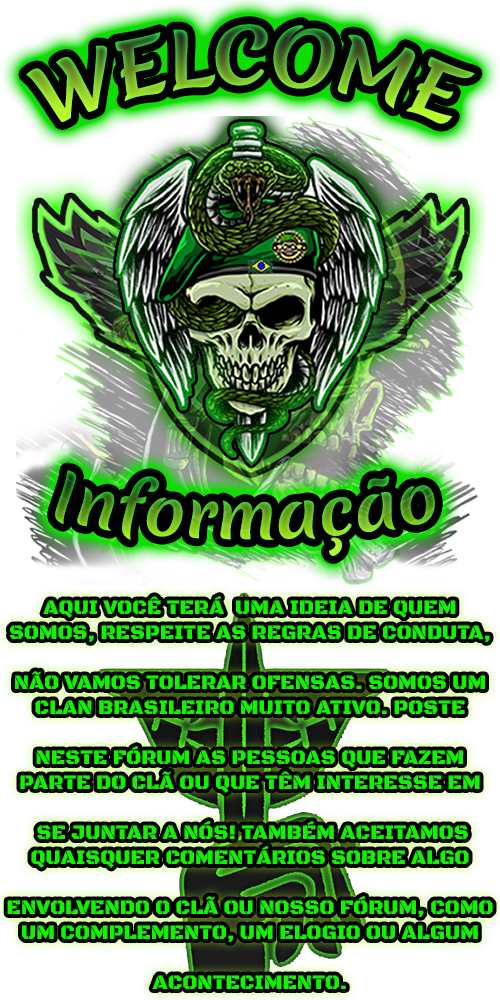 WELCOME
Informação
AQUI VOCÊ TERÁ UMA IDEIA DE QUEM
SOMOS, RESPEITE AS REGRAS DE CONDUTA,
NÃO VAMOS TOLERAR OFENSAS. SOMOS UM
CLAN BRASILEIRO MUITO ATIVO. POSTE
NESTE FÓRUM AS PESSOAS QUE FAZEM
PARTE DO CLÃ OU QUE TÊM INTERESSE EM
SE JUNTAR A NÓS! TAMBÉM ACEITAMOS
QUAISQUER COMENTÁRIOS SOBRE ALGO
ENVOLVENDO O CLÃ OU NOSSO FÓRUM, COMO
UM COMPLEMENTO, UM ELOGIO OU ALGUM
ACONTECIMENTO.